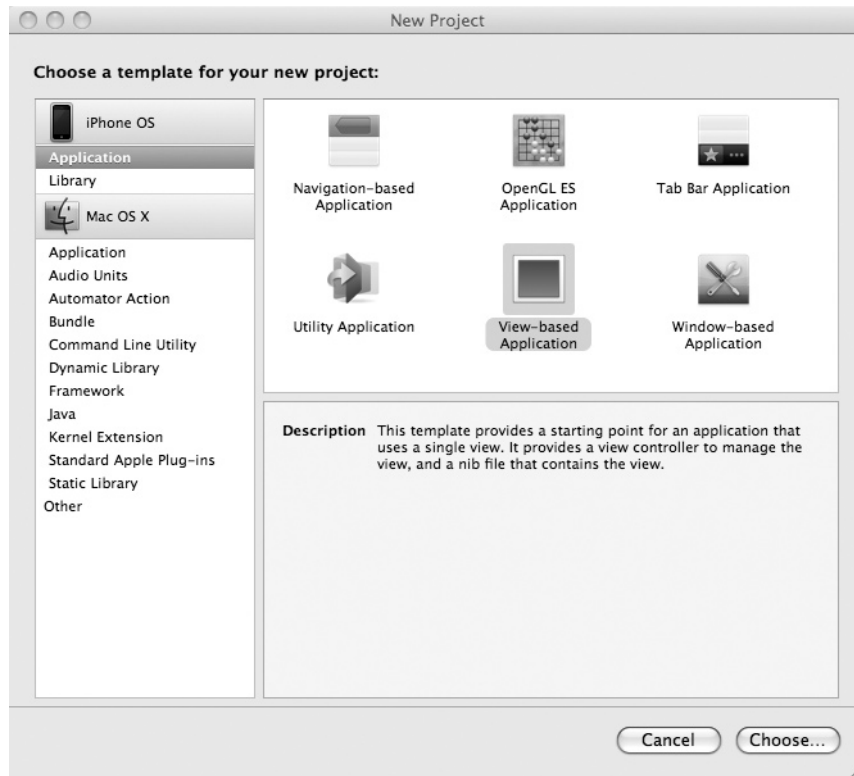 New Project
Choose a template for your new project:
iPhone OS
Application
Library
Mac OS X
Application
Audio Units
Automator Action
Bundle
Command Line Utility
Dynamic Library
Framework
Java
Kernel Extension
Standard Apple Plug-ins
Static Library
Other
Navigation-based
Application
OpenGL ES
Application
Tab Bar Application
Utility Application
View-based
Application
Window-based
Application
Description This template provides a starting point for an application that
uses a single view. It provides a view controller to manage the
view, and a nib file that contains the view.
Cancel
Choose...